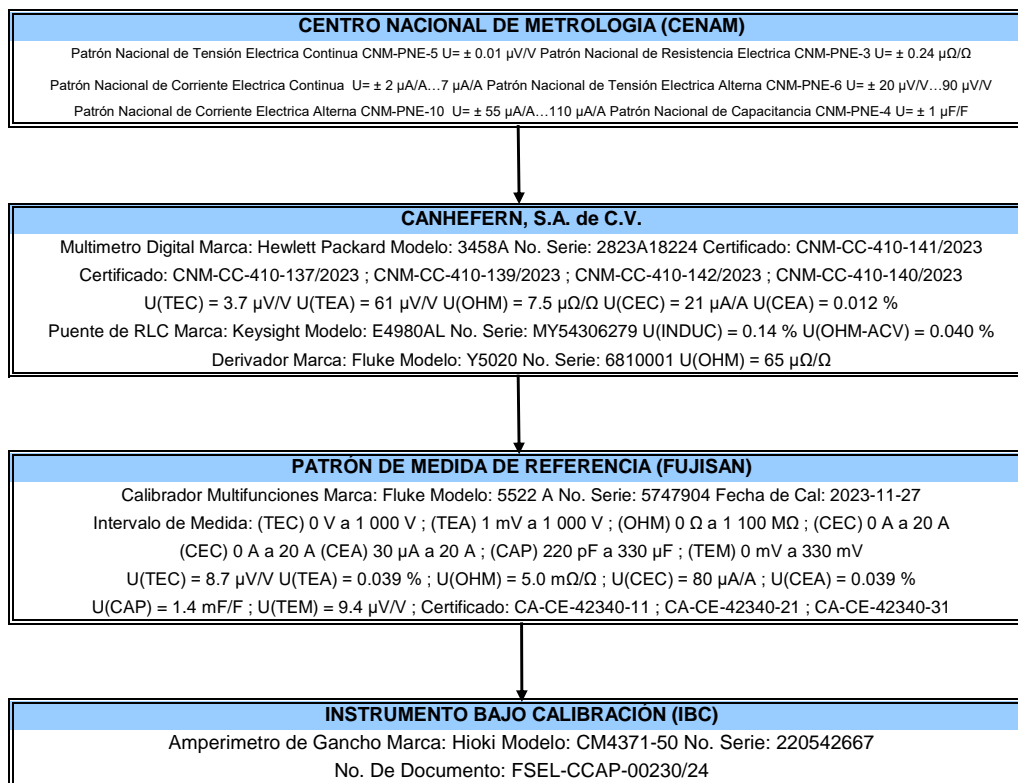 CENTRO NACIONAL DE METROLOGIA (CENAM)
Patrón Nacional de Tensión Electrica Continua CNM-PNE-5 U= ± 0.01 µV/V Patrón Nacional de Resistencia Electrica CNM-PNE-3 U= ± 0.24 µΩ/Ω
Patrón Nacional de Corriente Electrica Continua U= ± 2 µA/A…7 µA/A Patrón Nacional de Tensión Electrica Alterna CNM-PNE-6 U= ± 20 µV/V…90 µV/V
Patrón Nacional de Corriente Electrica Alterna CNM-PNE-10 U= ± 55 µA/A…110 µA/A Patrón Nacional de Capacitancia CNM-PNE-4 U= ± 1 µF/F
CANHEFERN, S.A. de C.V.
Multimetro Digital Marca: Hewlett Packard Modelo: 3458A No. Serie: 2823A18224 Certificado: CNM-CC-410-141/2023
Certificado: CNM-CC-410-137/2023 ; CNM-CC-410-139/2023 ; CNM-CC-410-142/2023 ; CNM-CC-410-140/2023
U(TEC) = 3.7 µV/V U(TEA) = 61 µV/V U(OHM) = 7.5 µΩ/Ω U(CEC) = 21 µA/A U(CEA) = 0.012 %
Puente de RLC Marca: Keysight Modelo: E4980AL No. Serie: MY54306279 U(INDUC) = 0.14 % U(OHM-ACV) = 0.040 %
Derivador Marca: Fluke Modelo: Y5020 No. Serie: 6810001 U(OHM) = 65 µΩ/Ω
PATRÓN DE MEDIDA DE REFERENCIA (FUJISAN)
Calibrador Multifunciones Marca: Fluke Modelo: 5522 A No. Serie: 5747904 Fecha de Cal: 2023-11-27
Intervalo de Medida: (TEC) 0 V a 1 000 V ; (TEA) 1 mV a 1 000 V ; (OHM) 0 Ω a 1 100 MΩ ; (CEC) 0 A a 20 A
(CEC) 0 A a 20 A (CEA) 30 µA a 20 A ; (CAP) 220 pF a 330 µF ; (TEM) 0 mV a 330 mV
U(TEC) = 8.7 µV/V U(TEA) = 0.039 % ; U(OHM) = 5.0 mΩ/Ω ; U(CEC) = 80 µA/A ; U(CEA) = 0.039 %
U(CAP) = 1.4 mF/F ; U(TEM) = 9.4 µV/V ; Certificado: CA-CE-42340-11 ; CA-CE-42340-21 ; CA-CE-42340-31
INSTRUMENTO BAJO CALIBRACIÓN (IBC)
Amperimetro de Gancho Marca: Hioki Modelo: CM4371-50 No. Serie: 220542667
No. De Documento: FSEL-CCAP-00230/24